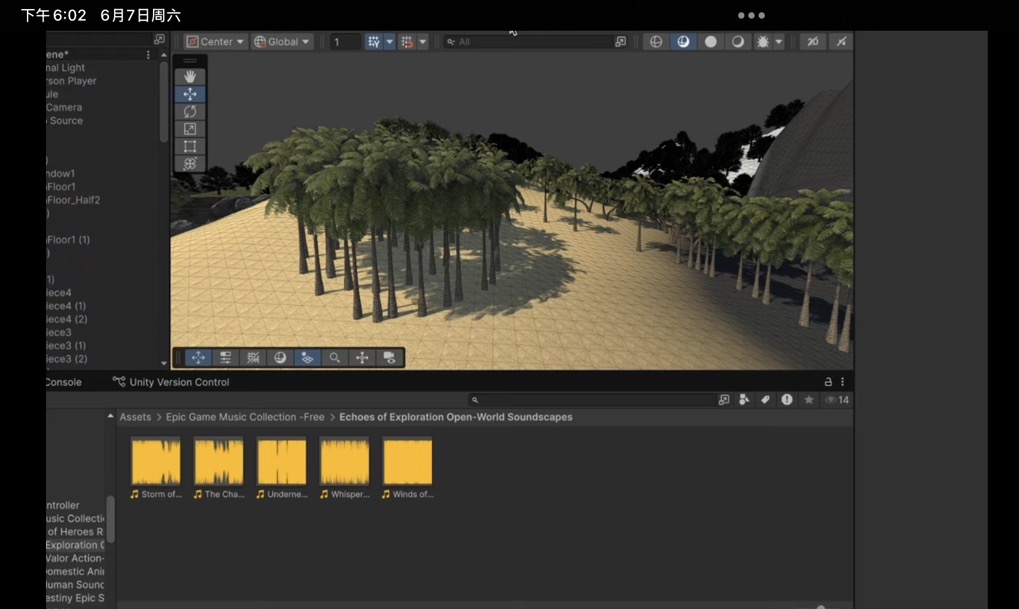 下午6:02 6月7日周六
ene*
Center
Global
1
All
nal Light
rson Player
ule
Camera
Source
)
ndow1
Floor1
Floor_Half2
)
Floor1 (1)
)
1)
iece4
iece4 (1)
iece4 (2)
iece3
iece3 (1)
iece3 (2)
Console
Unity Version Control
14
Assets > Epic Game Music Collection -Free > Echoes of Exploration Open-World Soundscapes
Storm of...
The Cha...
Underne...
Whisper...
Winds of...
ntroller
usic Collecti
of Heroes R
Exploration O
Valor Action-
omestic Ani
uman Sounc
estiny Epic S